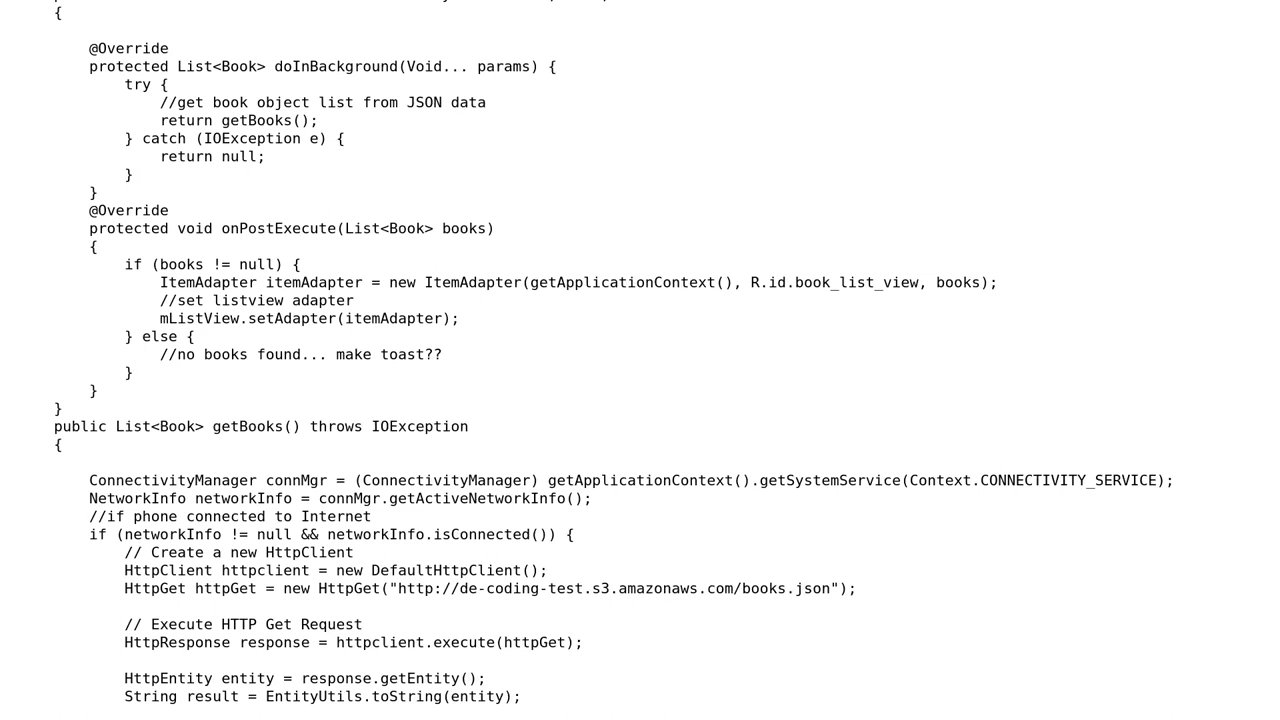 {
@Override
protected List<Book> doInBackground(Void... params) {
try {
//get book object list from JSON data
return getBooks();
} catch (IOException e) {
return null;
}
}
@Override
protected void onPostExecute(List<Book> books)
{
if (books != null) {
ItemAdapter itemAdapter = new ItemAdapter(getApplicationContext(), R.id.book_list_view, books);
//set listview adapter
mListView.setAdapter(itemAdapter);
} else {
//no books found... make toast??
}
}
}
public List<Book> getBooks() throws IOException
{
ConnectivityManager connMgr = (ConnectivityManager) getApplicationContext().getSystemService(Context.CONNECTIVITY_SERVICE);
NetworkInfo networkInfo = connMgr.getActiveNetworkInfo();
//if phone connected to Internet
if (networkInfo != null && networkInfo.isConnected()) {
// Create a new HttpClient
HttpClient httpclient = new DefaultHttpClient();
HttpGet httpGet = new HttpGet("http://de-coding-test.s3.amazonaws.com/books.json");
// Execute HTTP Get Request
HttpResponse response = httpclient.execute(httpGet);
HttpEntity entity = response.getEntity();
String result = EntityUtils.toString(entity);